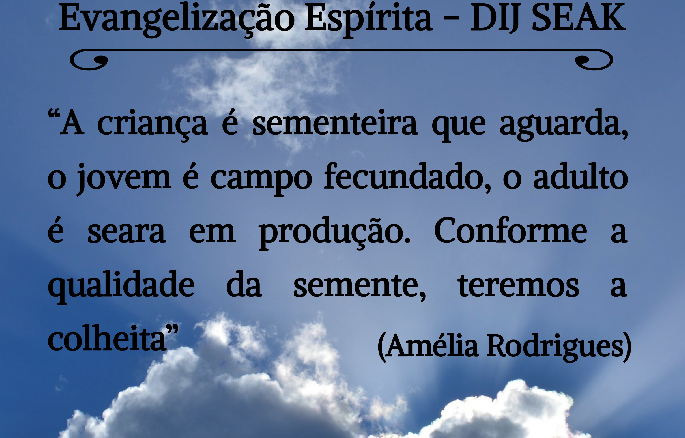 Evangelização Espírita – DIJ SEAK
“A criança é sementeira que aguarda,
o jovem é campo fecundado, o adulto
é seara em produção. Conforme a
qualidade da semente, teremos a
colheita”
(Amélia Rodrigues)